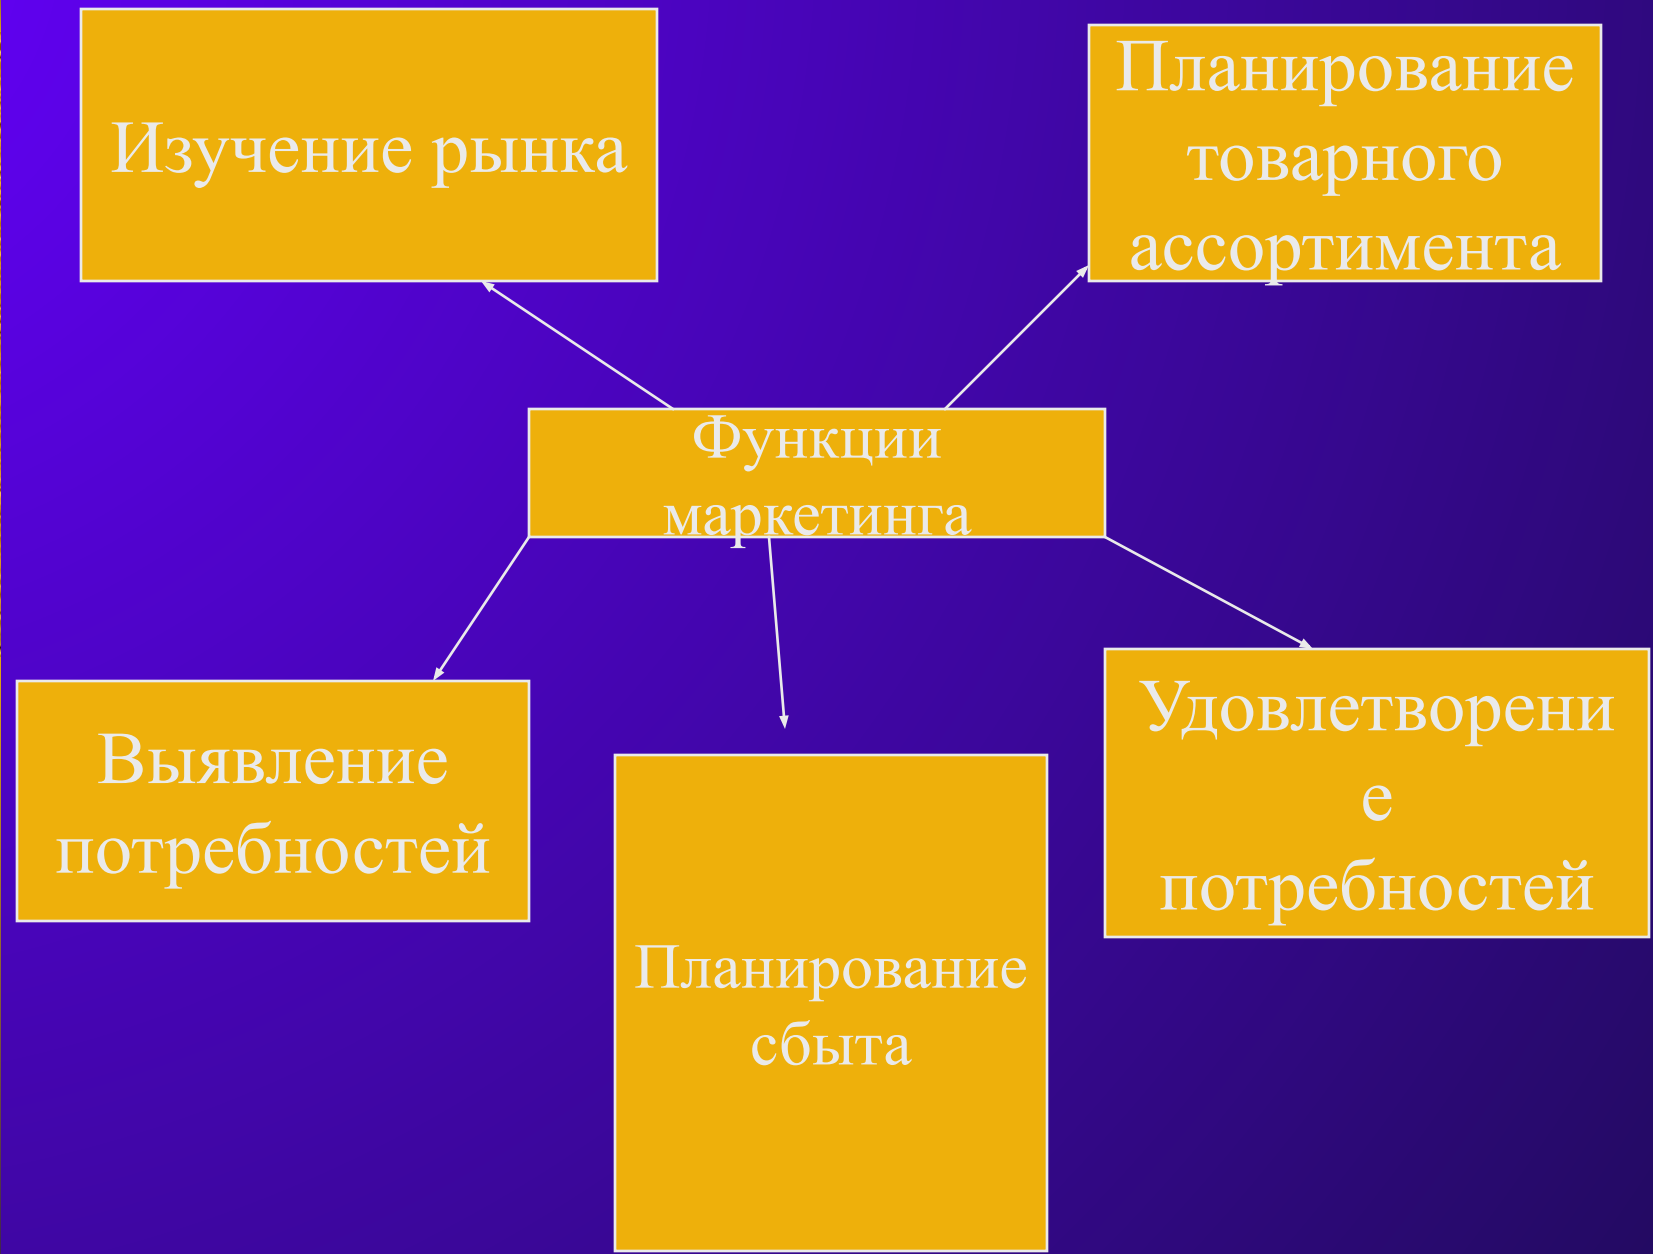 Изучение рынка
Планирование
товарного
ассортимента
Функции
маркетинга
Выявление
потребностей
Планирование
сбыта
Удовлетворени
е
потребностей